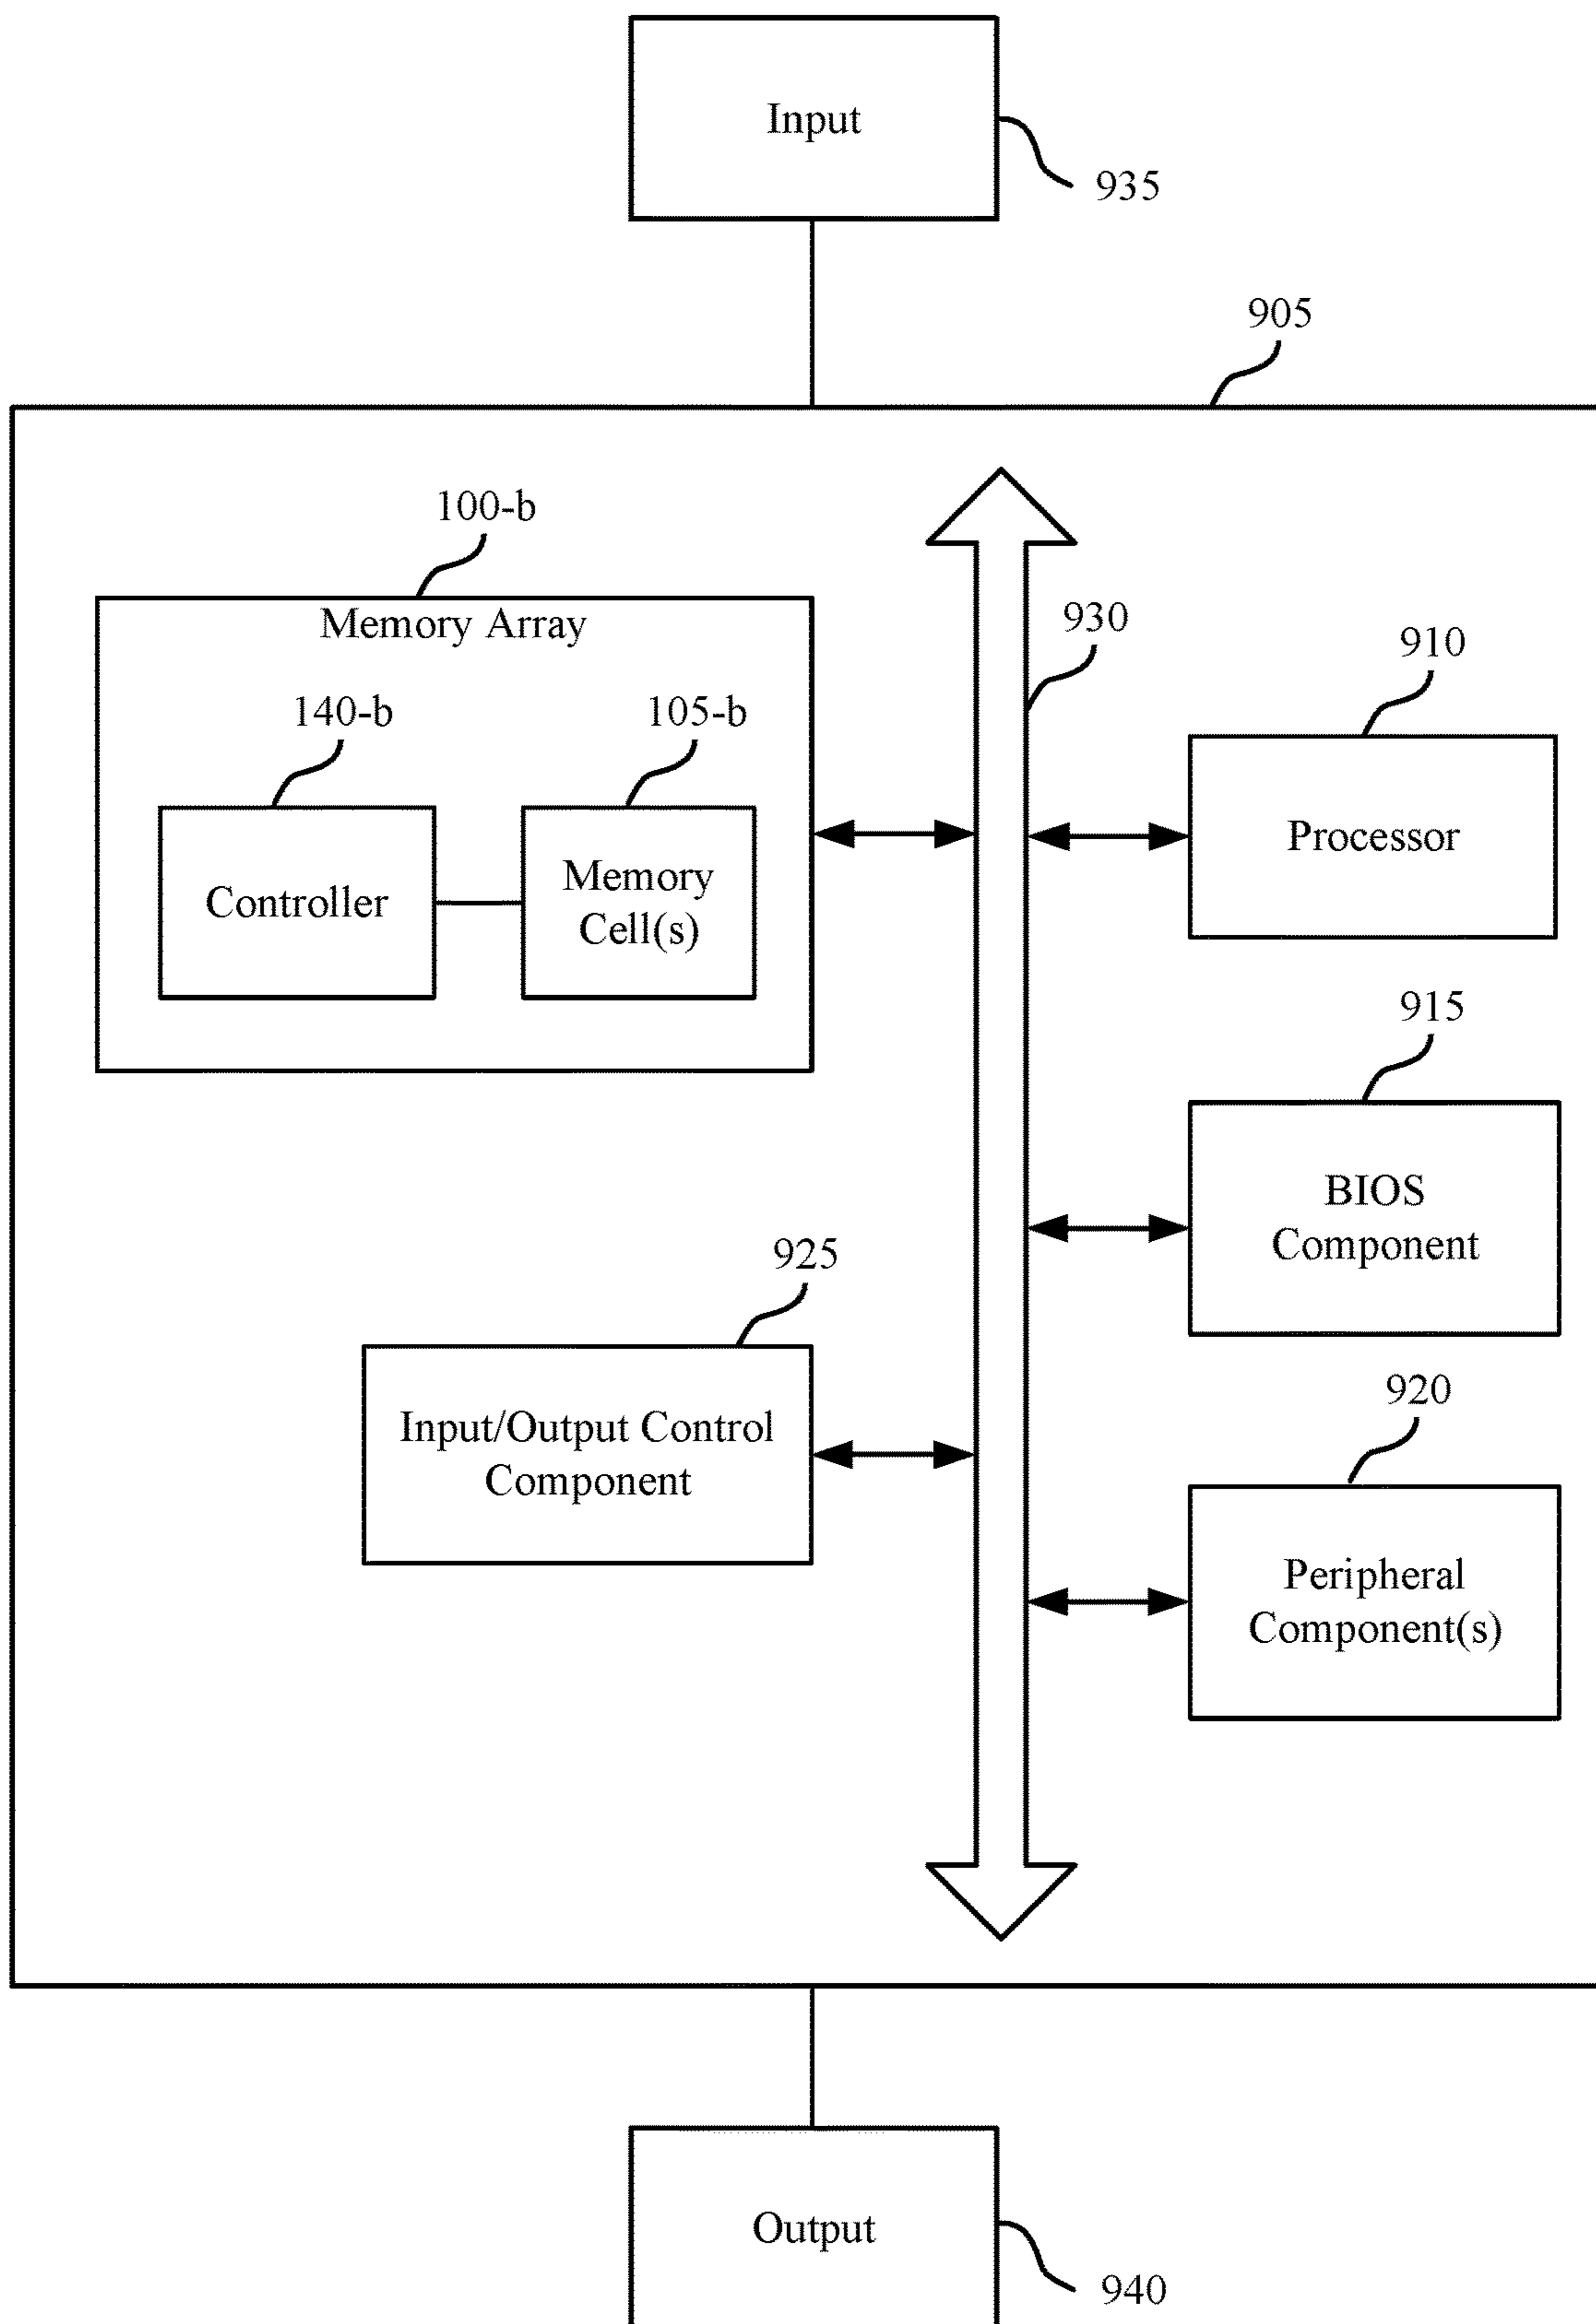 Input
935
905
100-b
Memory Array
930
910
140-b
105-b
Processor
Controller
Memory
Cell(s)
915
BIOS
Component
925
920
Input/Output Control
Component
Peripheral
Component(s)
Output
940